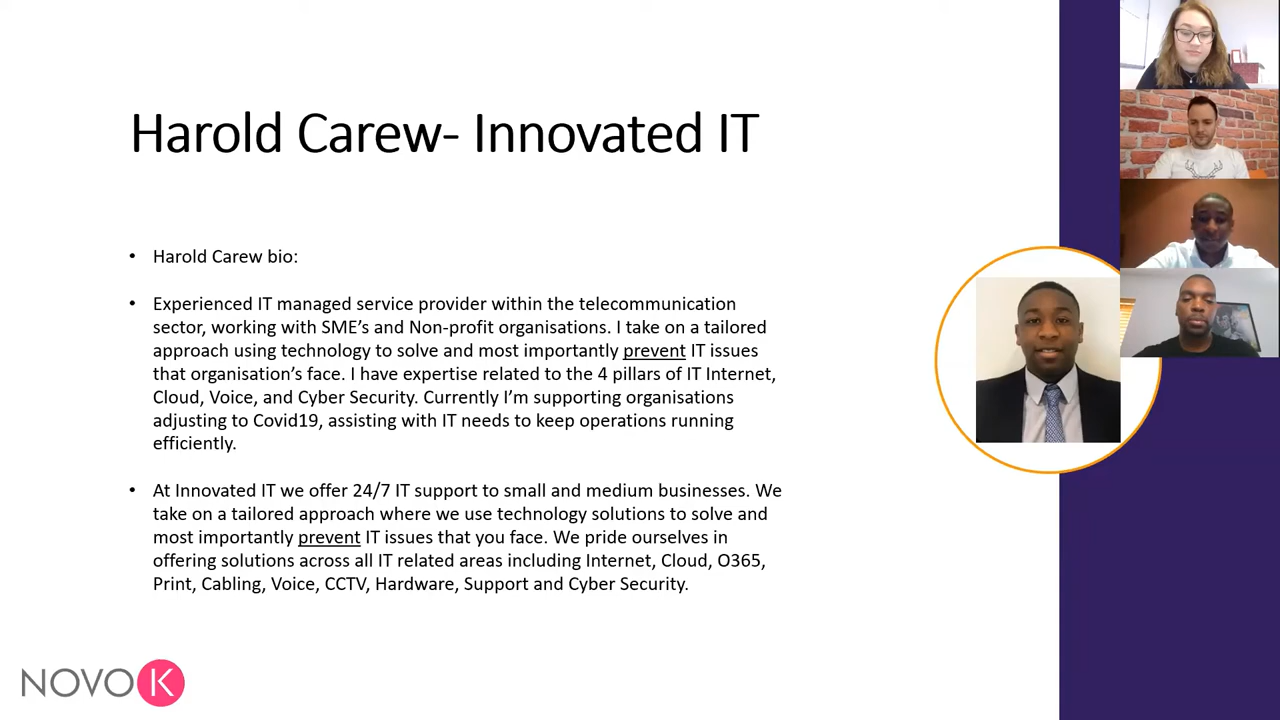 Harold Carew- Innovated IT
• Harold Carew bio:
• Experienced IT managed service provider within the telecommunication
sector, working with SME's and Non-profit organisations. I take on a tailored
approach using technology to solve and most importantly prevent IT issues
that organisation's face. I have expertise related to the 4 pillars of IT Internet,
Cloud, Voice, and Cyber Security. Currently I'm supporting organisations
adjusting to Covid19, assisting with IT needs to keep operations running
efficiently.
• At Innovated IT we offer 24/7 IT support to small and medium businesses. We
take on a tailored approach where we use technology solutions to solve and
most importantly prevent IT issues that you face. We pride ourselves in
offering solutions across all IT related areas including Internet, Cloud, O365,
Print, Cabling, Voice, CCTV, Hardware, Support and Cyber Security.
NOVO K